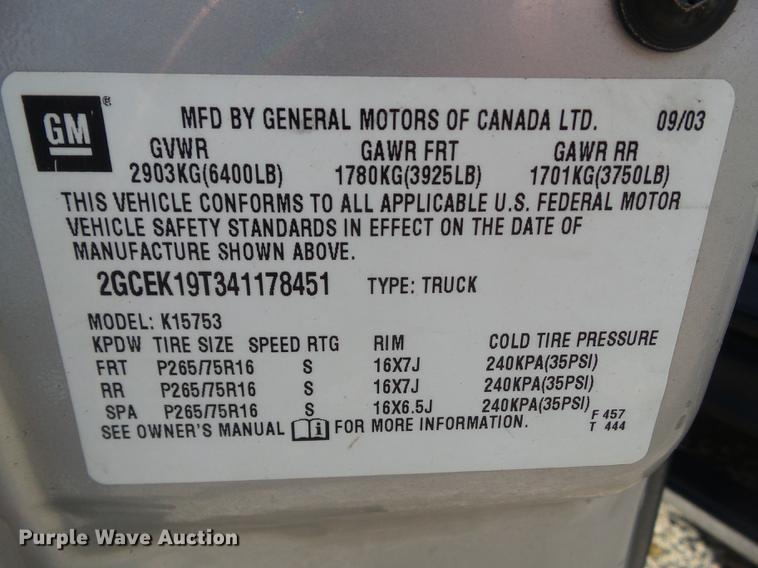 GM ®
MFD BY GENERAL MOTORS OF CANADA LTD. 09/03
GVWR GAWR FRT GAWR RR
2903KG(6400LB) 1780KG(3925LB) 1701KG(3750LB)
THIS VEHICLE CONFORMS TO ALL APPLICABLE U.S. FEDERAL MOTOR
VEHICLE SAFETY STANDARDS IN EFFECT ON THE DATE OF
MANUFACTURE SHOWN ABOVE.
2GCEK19T341178451 TYPE: TRUCK
MODEL: K15753
KPDW TIRE SIZE SPEED RTG RIM COLD TIRE PRESSURE
FRT P265/75R16 S 16X7J 240KPA(35PSI)
RR P265/75R16 S 16X7J 240KPA(35PSI)
SPA P265/75R16 S 16X6.5J 240KPA(35PSI)
F 457
SEE OWNER'S MANUAL i FOR MORE INFORMATION. T 444
Purple Wave Auction